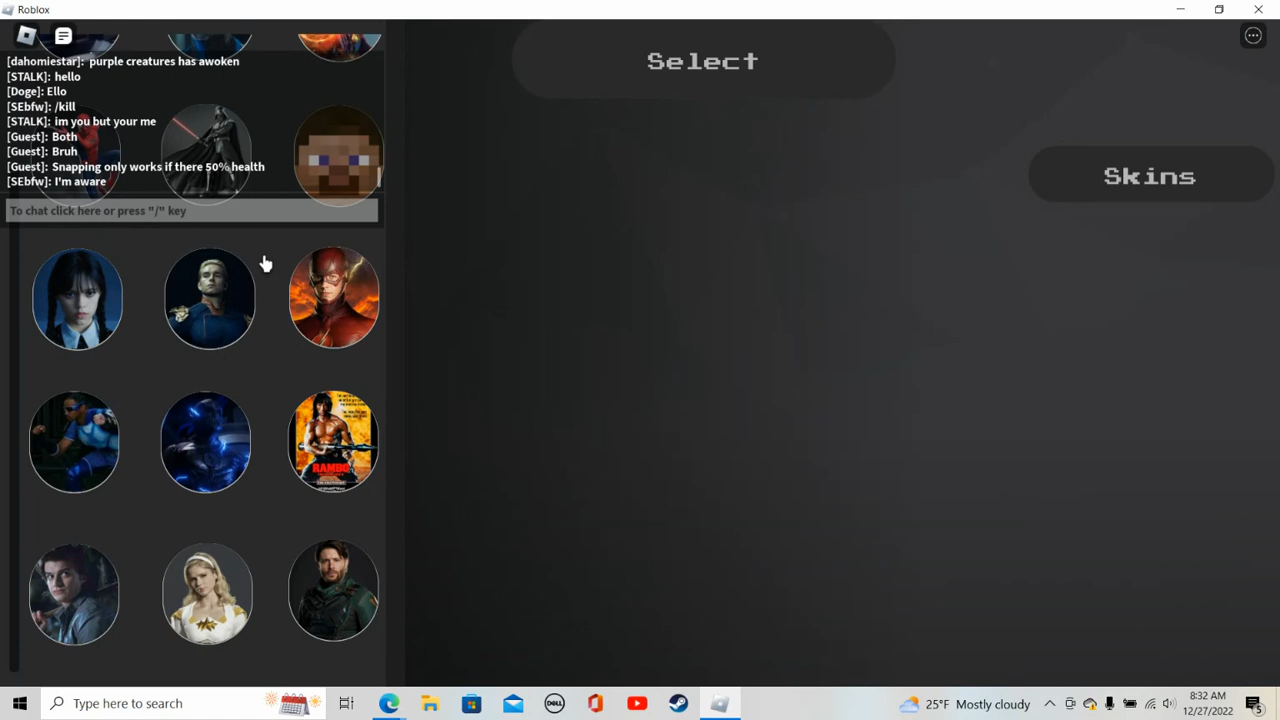 Roblox
[dahomiestar]: purple creatures has awoken
[STALK]: hello
[Doge]: Ello
[SEbfw]: /kill
[STALK]: im you but your me
[Guest]: Both
[Guest]: Bruh
[Guest]: Snapping only works if there 50% health
[SEbfw]: I'm aware
To chat click here or press "/" key
Select
Skins
RAMBO
Type here to search
DELL
25°F Mostly cloudy
8:32 AM
12/27/2022
5